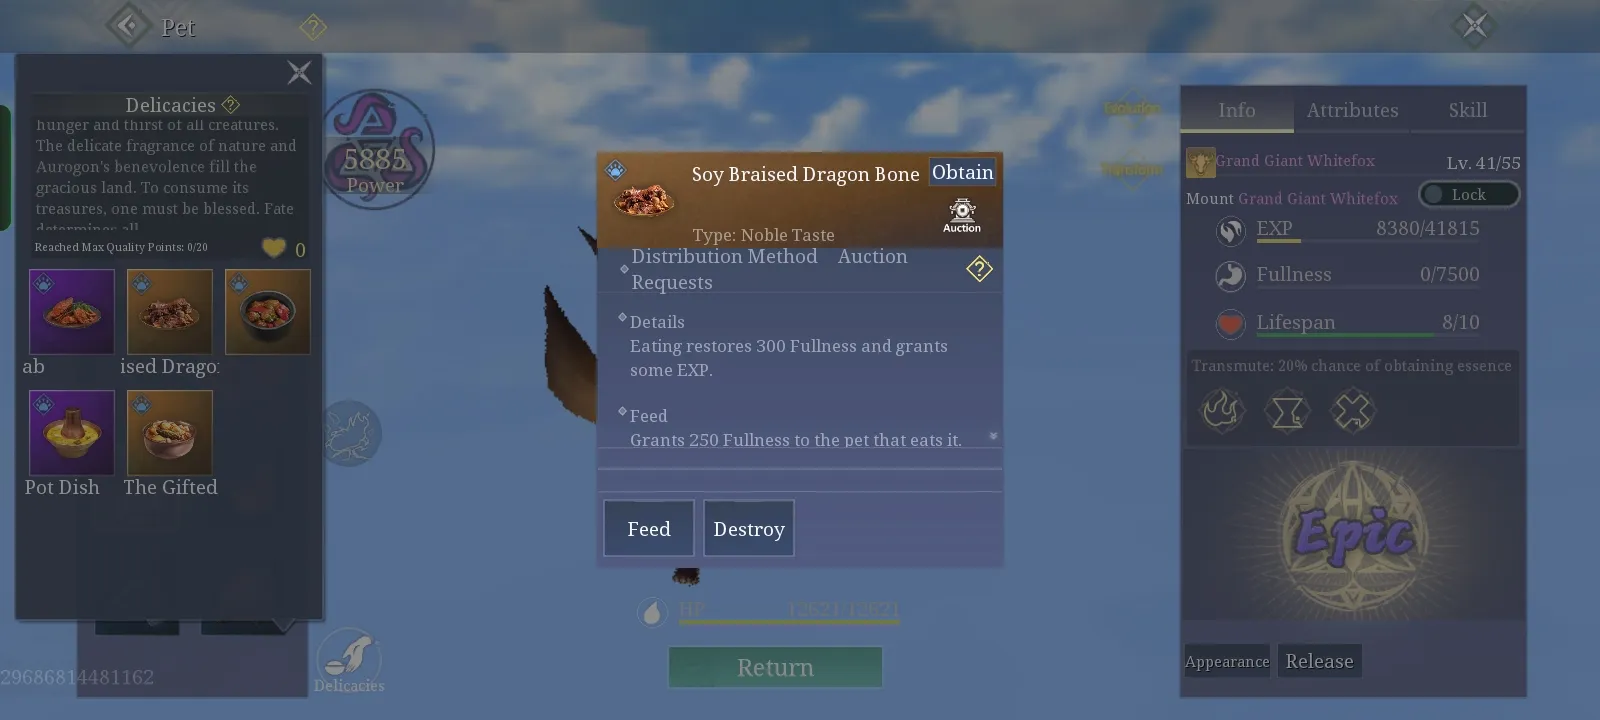 Pet
Delicacies
hunger and thirst of all creatures.
The delicate fragrance of nature and
Aurogon's benevolence fill the
gracious land. To consume its
treasures, one must be blessed. Fate
determines all
Reached Max Quality Points: 0/20
0
ab
ised Drago
Pot Dish
The Gifted
29686814481162
5885
Power
Delicacies
Soy Braised Dragon Bone
Obtain
Auction
Type: Noble Taste
Distribution Method Auction
Requests
Details
Eating restores 300 Fullness and grants
some EXP.
Feed
Grants 250 Fullness to the pet that eats it.
Feed
Destroy
HP
12621/12621
Return
Evolution
Info
Attributes
Skill
Grand Giant Whitefox
Lv. 41/55
Mount Grand Giant Whitefox
Lock
EXP
8380/41815
Fullness
0/7500
Lifespan
8/10
Transmute: 20% chance of obtaining essence
Epic
Appearance
Release